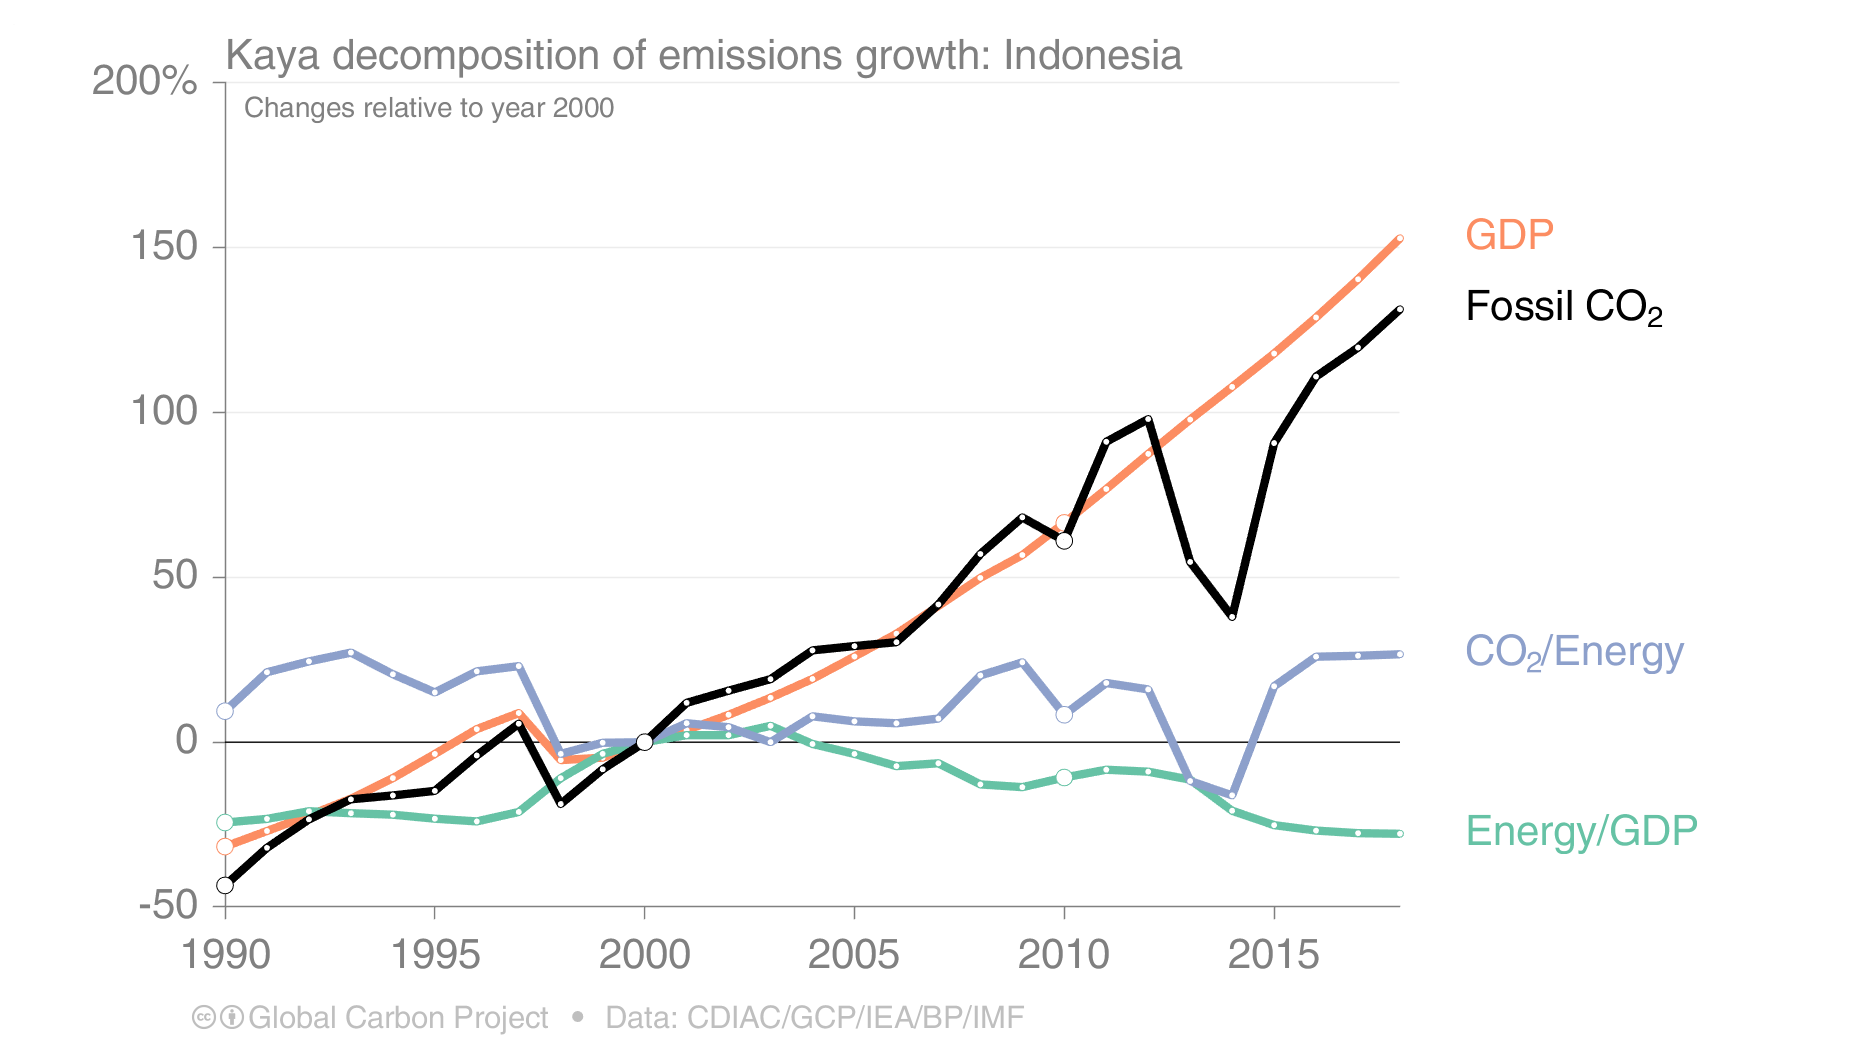 Kaya decomposition of emissions growth: Indonesia
Changes relative to year 2000
200%
150
100
50
0
-50
GDP
Fossil CO₂
CO₂/Energy
Energy/GDP
1990 1995 2000 2005 2010 2015
cc Global Carbon Project • Data: CDIAC/GCP/IEA/BP/IMF